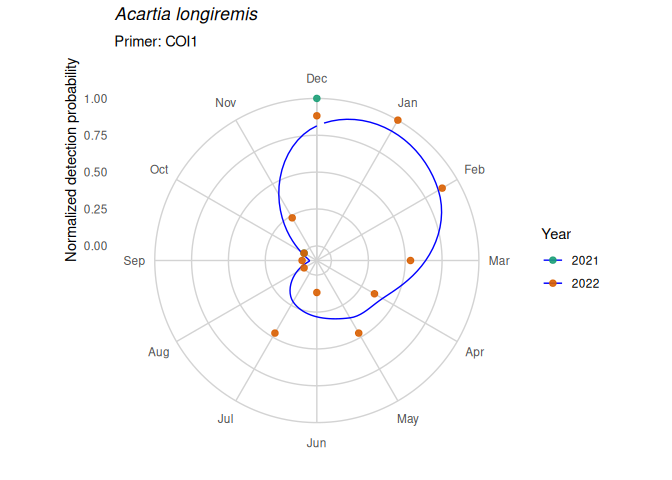 Acartia longiremis
Primer: COI1
Normalized detection probability
1.00
0.75
0.50
0.25
0.00
Dec
Jan
Feb
Mar
Apr
May
Jun
Jul
Aug
Sep
Oct
Nov
Year
2021
2022